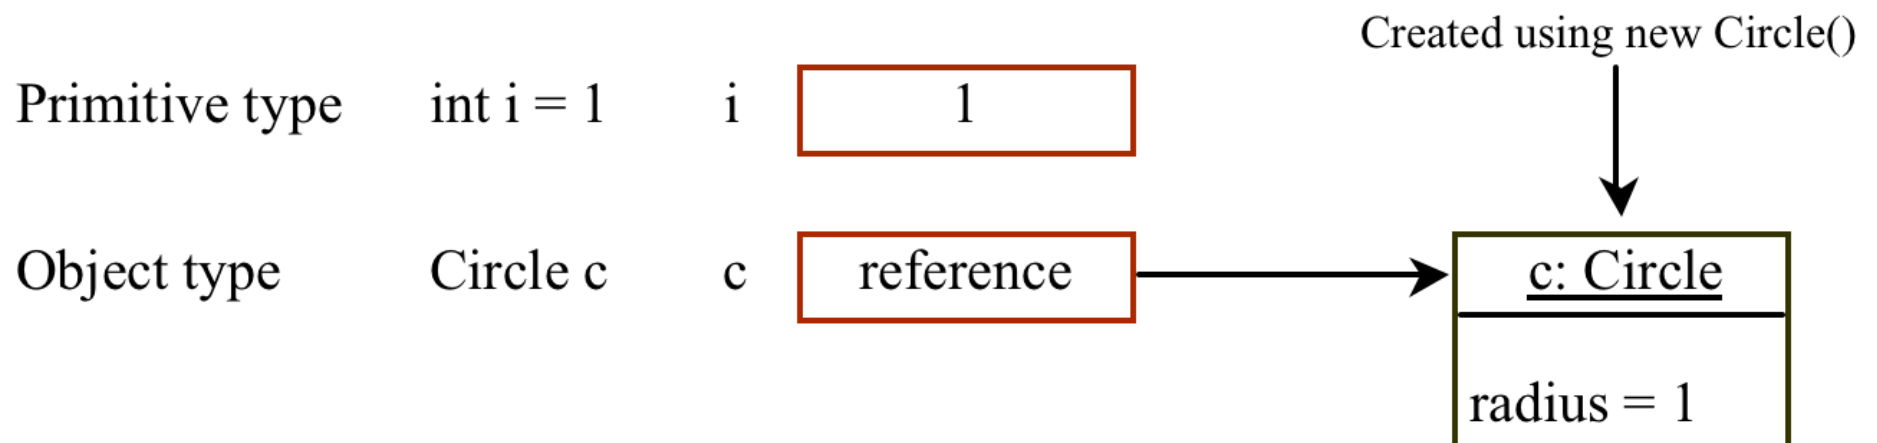 Created using new Circle()
Primitive type int i = 1 i 1
Object type Circle c c reference c: Circle
radius = 1